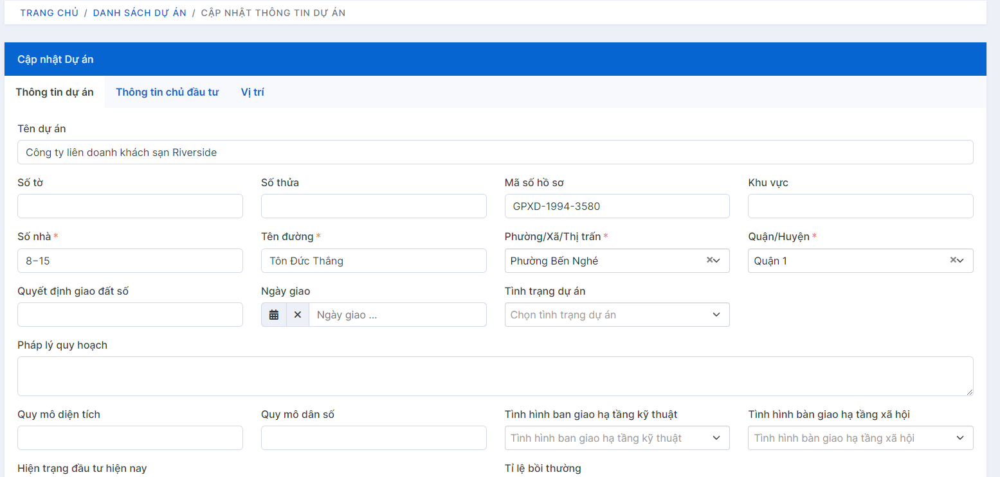 TRANG CHỦ / DANH SÁCH DỰ ÁN / CẬP NHẬT THÔNG TIN DỰ ÁN
Cập nhật Dự án
Thông tin dự án Thông tin chủ đầu tư Vị trí
Tên dự án
Công ty liên doanh khách sạn Riverside
Số tờ Số thửa Mã số hồ sơ Khu vực
GPXD-1994-3580
Số nhà * Tên đường * Phường/Xã/Thị trấn * Quận/Huyện *
8–15 Tôn Đức Thắng Phường Bến Nghé Quận 1
Quyết định giao đất số Ngày giao Tình trạng dự án
Ngày giao ... Chọn tình trạng dự án
Pháp lý quy hoạch
Quy mô diện tích Quy mô dân số Tình hình ban giao hạ tầng kỹ thuật Tình hình bàn giao hạ tầng xã hội
Tình hình ban giao hạ tầng kỹ thuật Tình hình bàn giao hạ tầng xã hội
Hiện trạng đầu tư hiện nay Tỉ lệ bồi thường